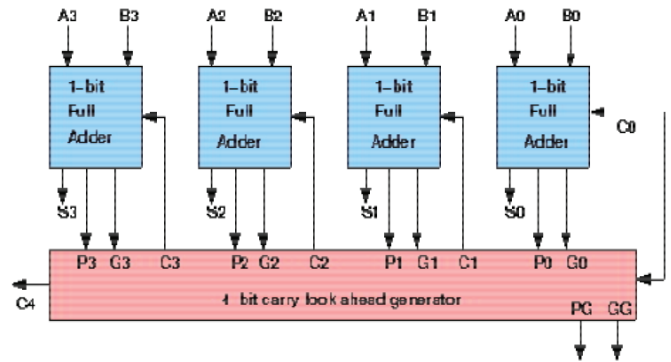 A3 B3 A2 B2 A1 B1 A0 B0
1-bit Full Adder
1-bit Full Adder
1-bit Full Adder
1-bit Full Adder
C0
S3 S2 S1 S0
P3 G3 C3 P2 G2 C2 P1 G1 C1 P0 G0
C4
4 bit carry look ahead generator
PG GG